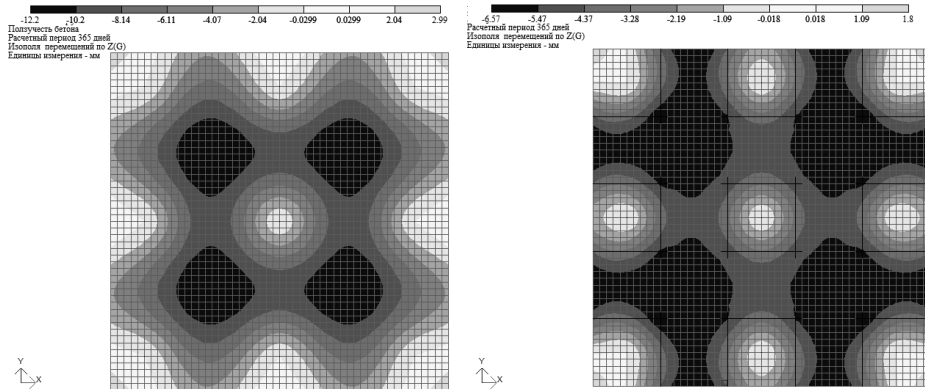 -12.2 -10.2 -8.14 -6.11 -4.07 -2.04 -0.0299 0.0299 2.04 2.99
Ползучесть бетона
Расчетный период 365 дней
Изополя перемещений по Z(G)
Единицы измерения - мм
Y
X
-6.57 -5.47 -4.37 -3.28 -2.19 -1.09 -0.018 0.018 1.09 1.8
Расчетный период 365 дней
Изополя перемещений по Z(G)
Единицы измерения - мм
Y
X